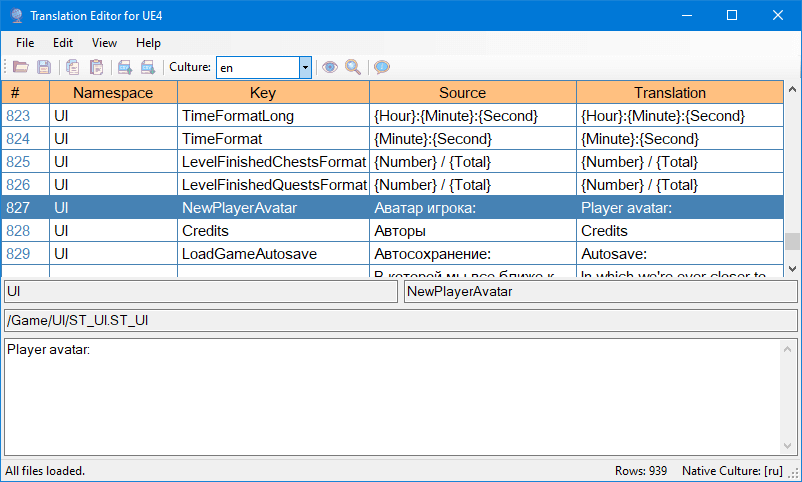 Translation Editor for UE4
File Edit View Help
Culture: en
# Namespace Key Source Translation
823 UI TimeFormatLong {Hour}:{Minute}:{Second} {Hour}:{Minute}:{Second}
824 UI TimeFormat {Minute}:{Second} {Minute}:{Second}
825 UI LevelFinishedChestsFormat {Number} / {Total} {Number} / {Total}
826 UI LevelFinishedQuestsFormat {Number} / {Total} {Number} / {Total}
827 UI NewPlayerAvatar Аватар игрока: Player avatar:
828 UI Credits Авторы Credits
829 UI LoadGameAutosave Автосохранение: Autosave:
В которой мы все ближе к In which we're ever closer to
UI NewPlayerAvatar
/Game/UI/ST_UI.ST_UI
Player avatar:
All files loaded. Rows: 939 Native Culture: [ru]